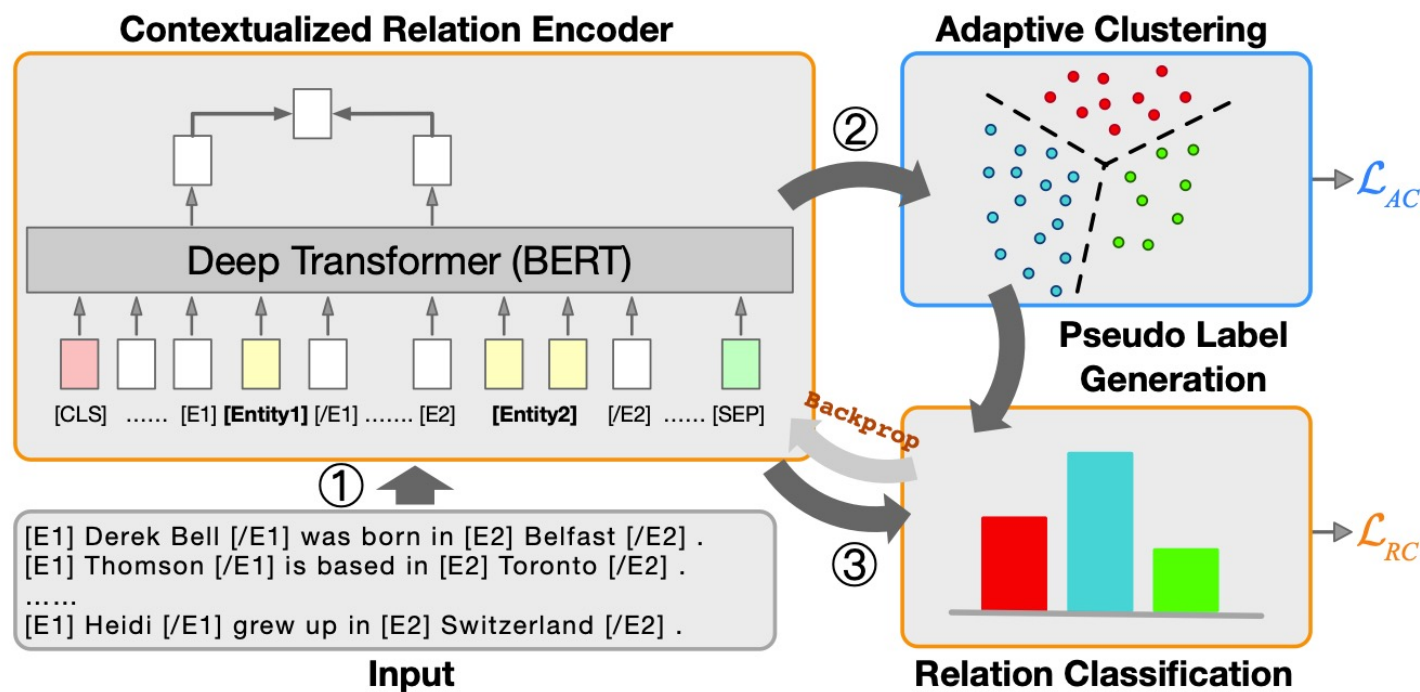 Contextualized Relation Encoder
Deep Transformer (BERT)
[CLS] ...... [E1] [Entity1] [/E1] ....... [E2] [Entity2] [/E2] ...... [SEP]
①
[E1] Derek Bell [/E1] was born in [E2] Belfast [/E2] .
[E1] Thomson [/E1] is based in [E2] Toronto [/E2] .
......
[E1] Heidi [/E1] grew up in [E2] Switzerland [/E2] .
Input
②
Adaptive Clustering
ℒAC
Pseudo Label
Generation
Backprop
③
ℒRC
Relation Classification